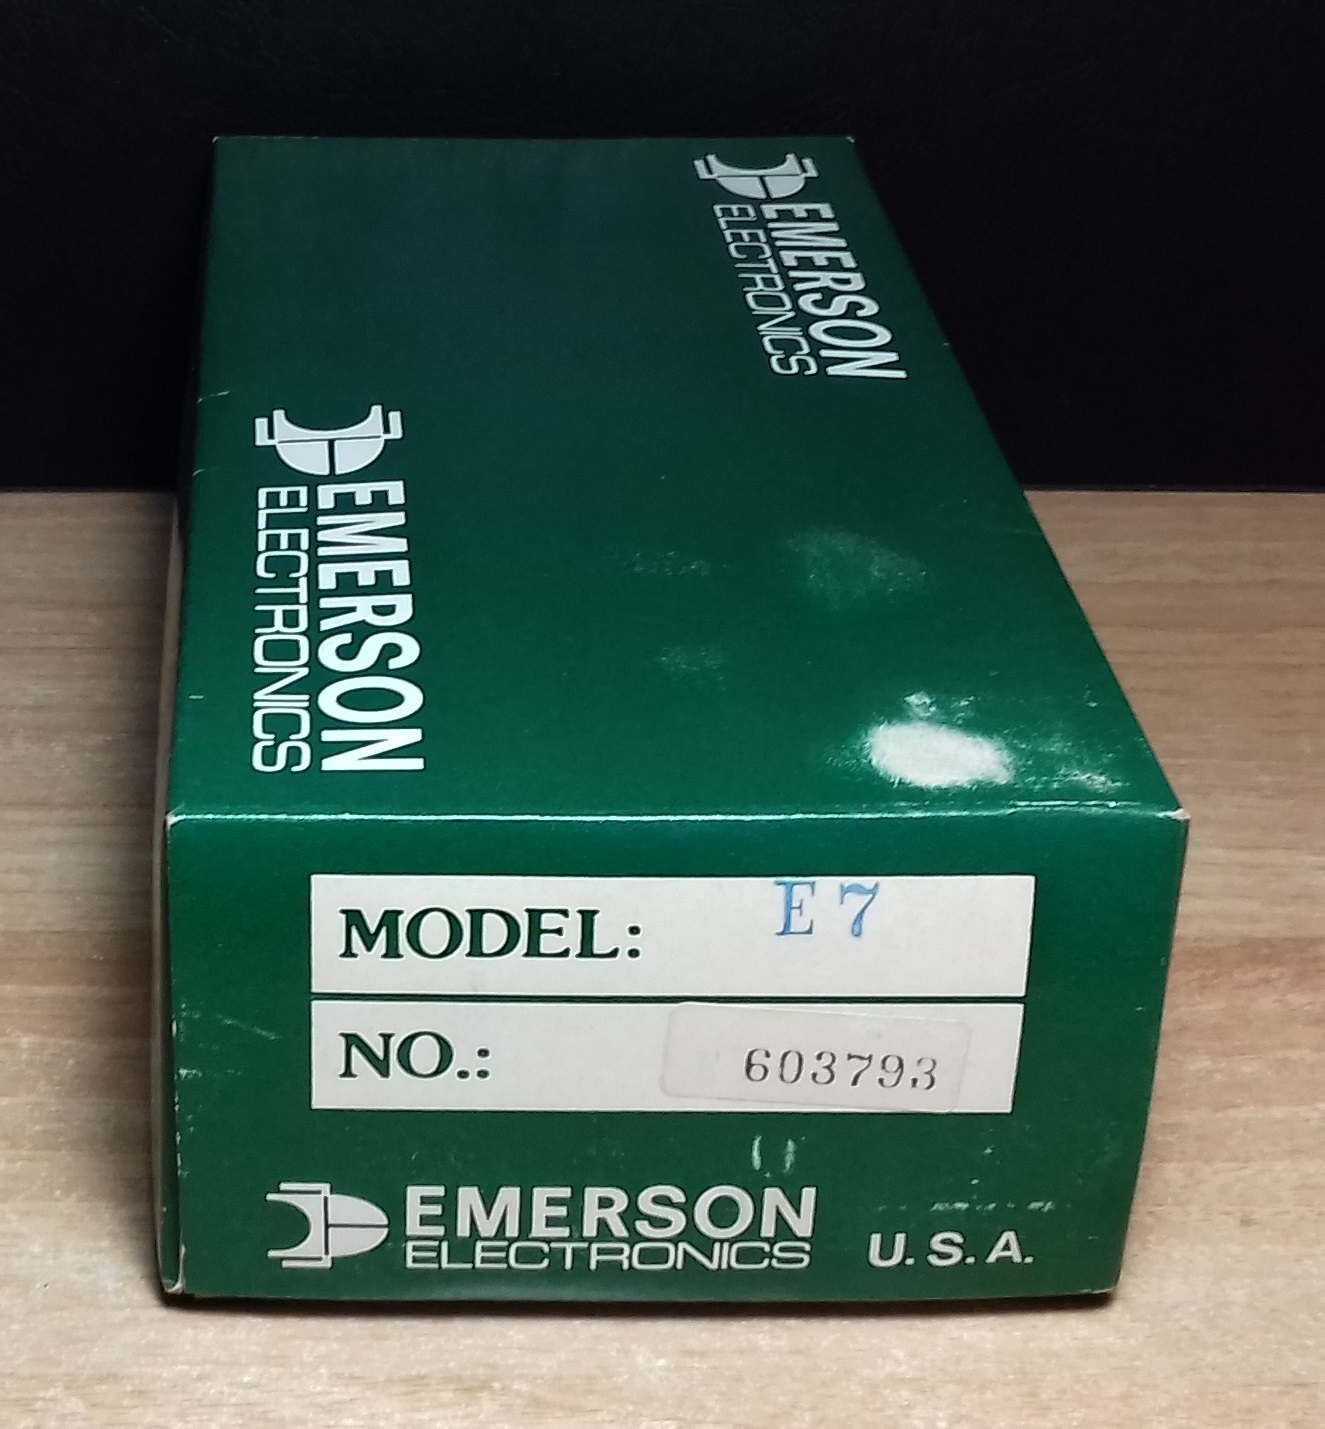 EMERSON
ELECTRONICS
EMERSON
ELECTRONICS
MODEL: E7
NO.: 603793
EMERSON
ELECTRONICS
U.S.A.